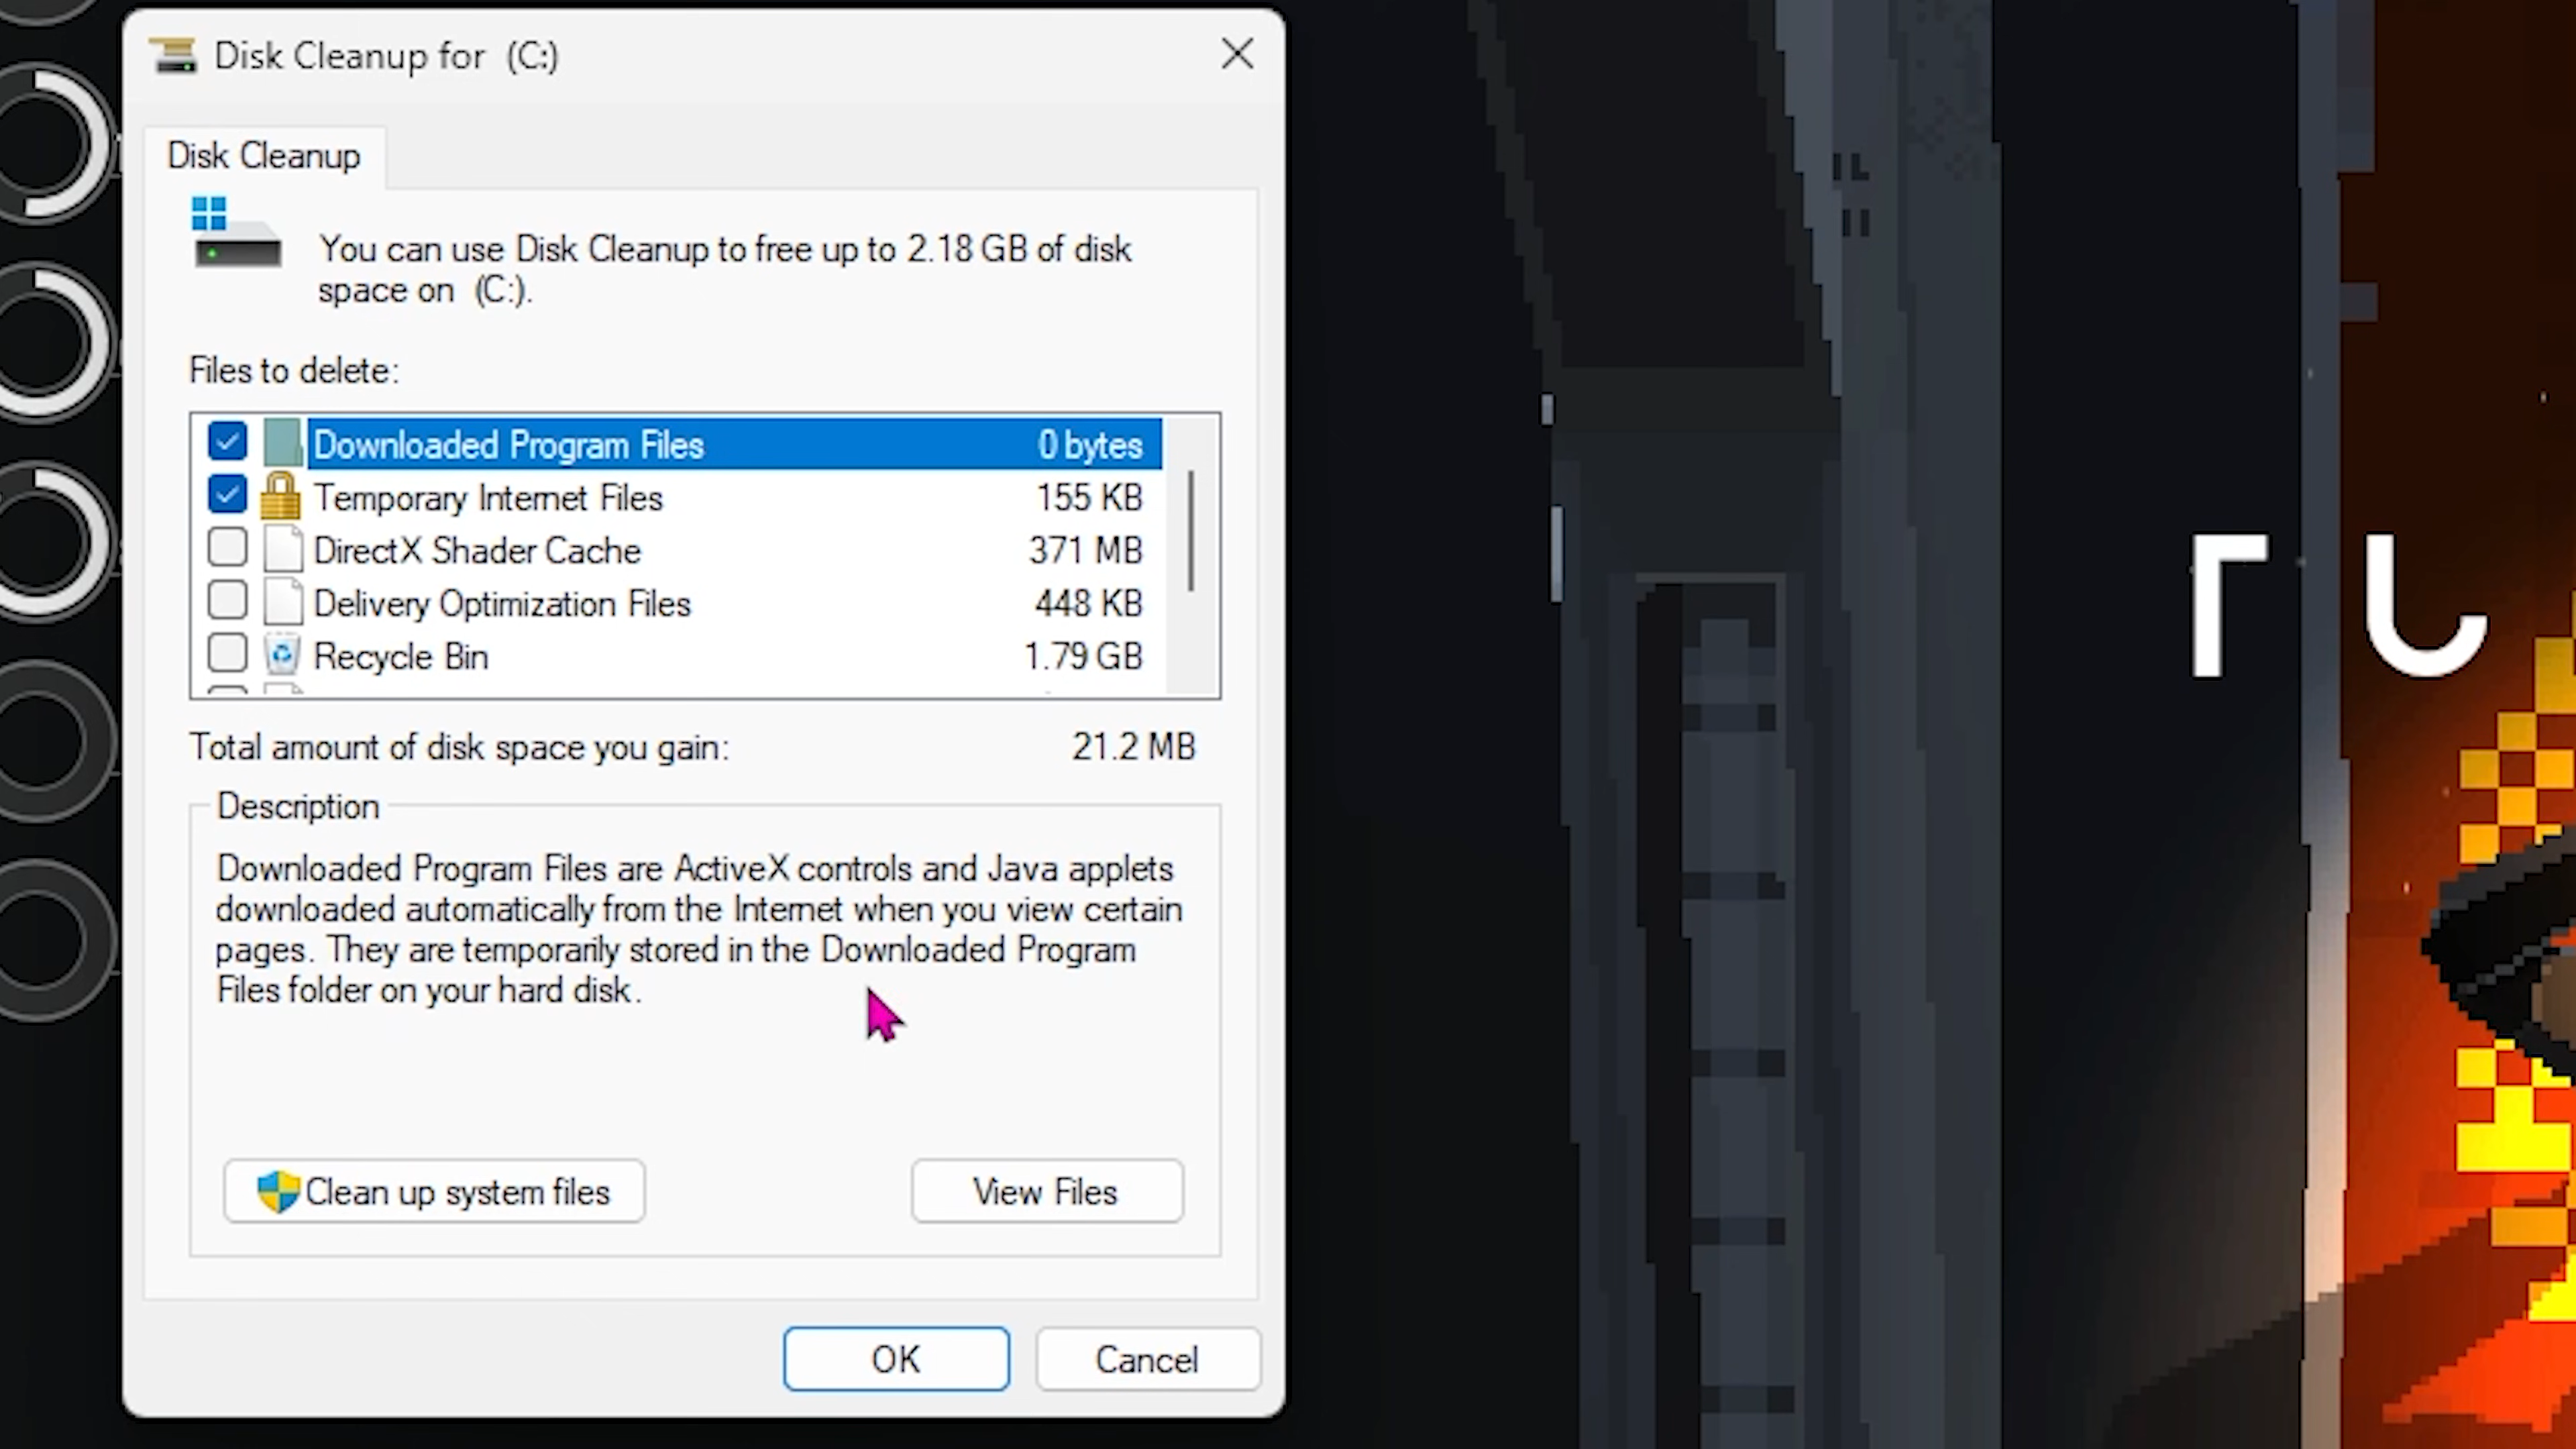 Disk Cleanup for (C:)
Disk Cleanup
You can use Disk Cleanup to free up to 2.18 GB of disk
space on (C:).
Files to delete:
Downloaded Program Files 0 bytes
Temporary Internet Files 155 KB
DirectX Shader Cache 371 MB
Delivery Optimization Files 448 KB
Recycle Bin 1.79 GB
Total amount of disk space you gain: 21.2 MB
Description
Downloaded Program Files are ActiveX controls and Java applets
downloaded automatically from the Internet when you view certain
pages. They are temporarily stored in the Downloaded Program
Files folder on your hard disk.
Clean up system files View Files
OK Cancel